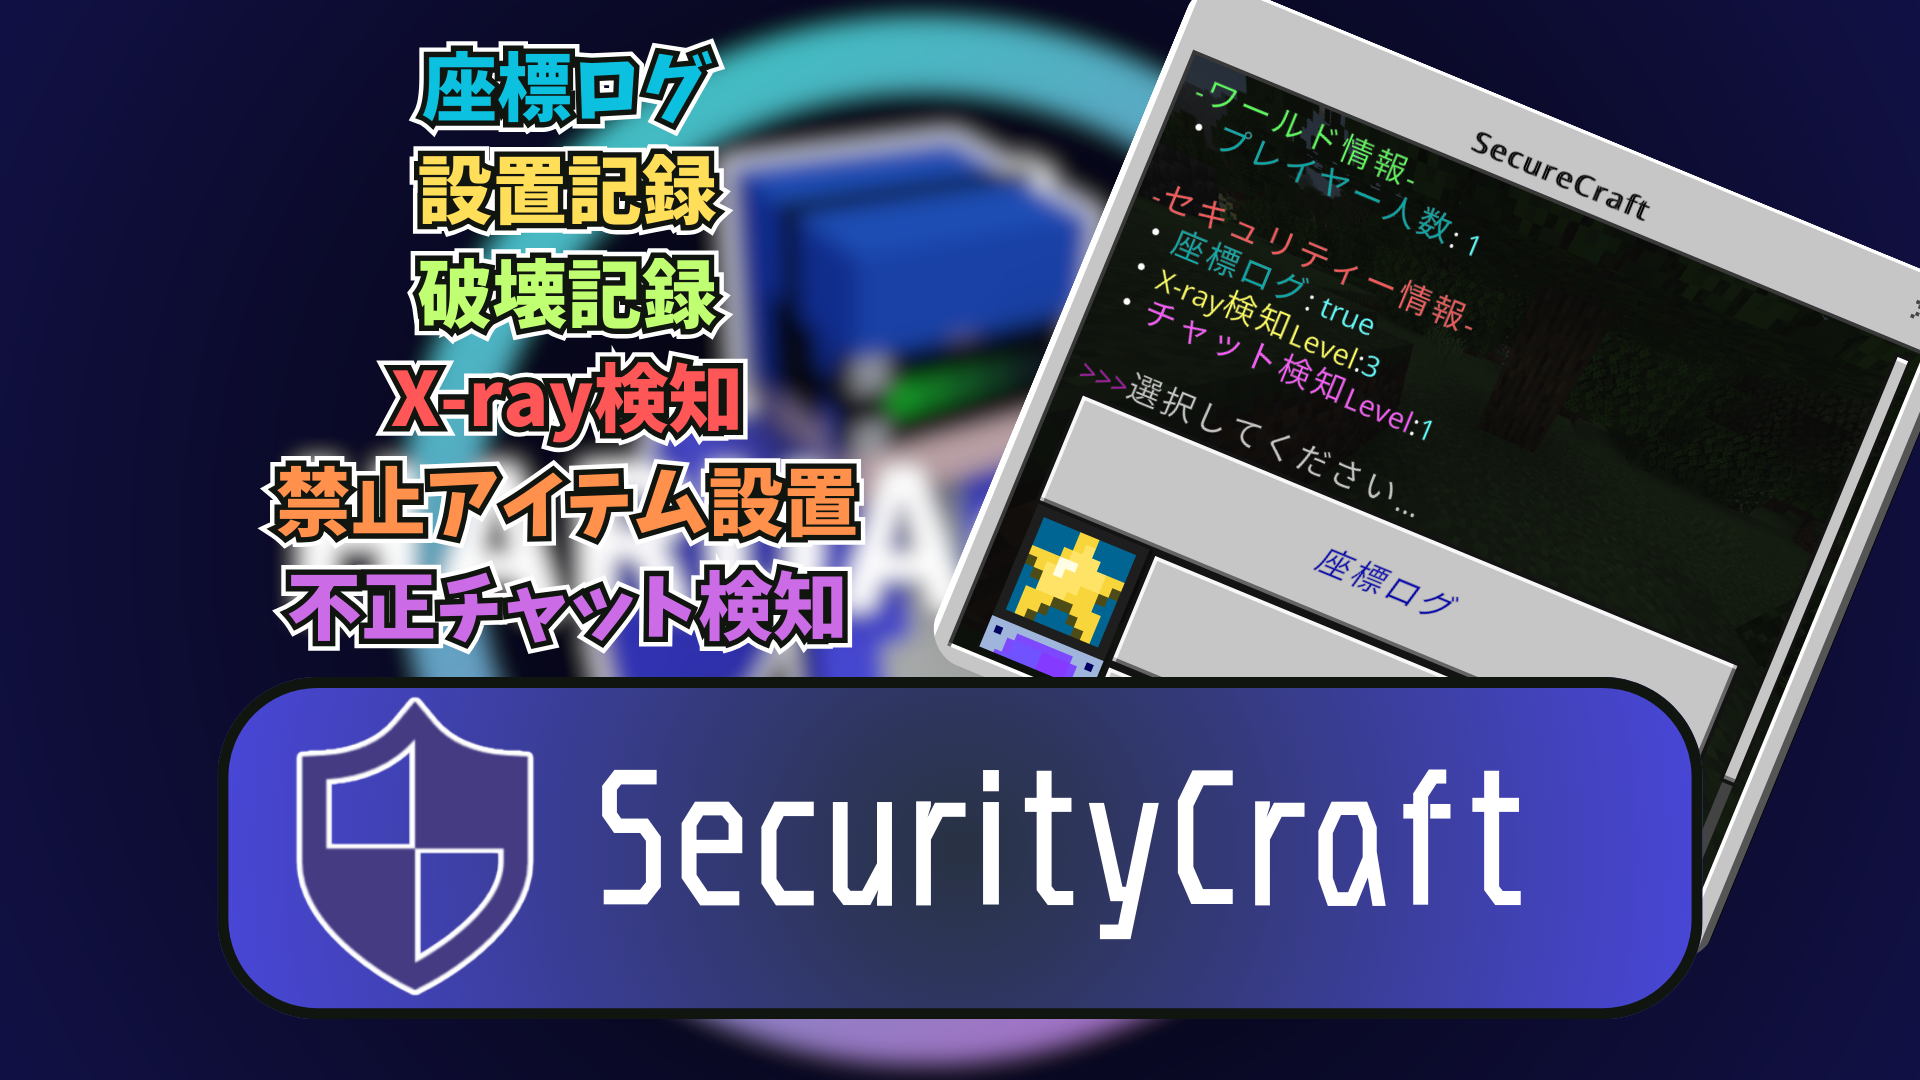 座標ログ
設置記録
破壊記録
X-ray検知
禁止アイテム設置
不正チャット検知
SecureCraft
-ワールド情報-
・プレイヤー人数: 1
-セキュリティー情報-
・座標ログ: true
・X-ray検知Level:3
・チャット検知Level:1
>>>選択してください...
座標ログ
SecurityCraft